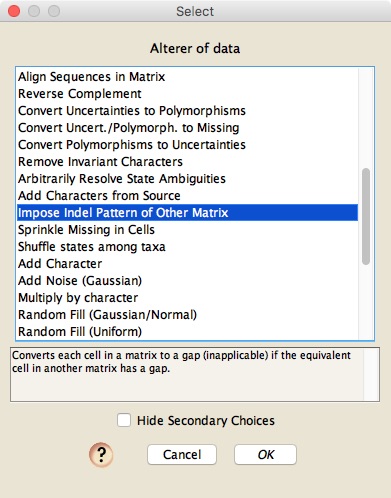 Select
Alterer of data
Align Sequences in Matrix
Reverse Complement
Convert Uncertainties to Polymorphisms
Convert Uncert./Polymorph. to Missing
Convert Polymorphisms to Uncertainties
Remove Invariant Characters
Arbitrarily Resolve State Ambiguities
Add Characters from Source
Impose Indel Pattern of Other Matrix
Sprinkle Missing in Cells
Shuffle states among taxa
Add Character
Add Noise (Gaussian)
Multiply by character
Random Fill (Gaussian/Normal)
Random Fill (Uniform)
Converts each cell in a matrix to a gap (inapplicable) if the equivalent
cell in another matrix has a gap.
Hide Secondary Choices
? Cancel OK